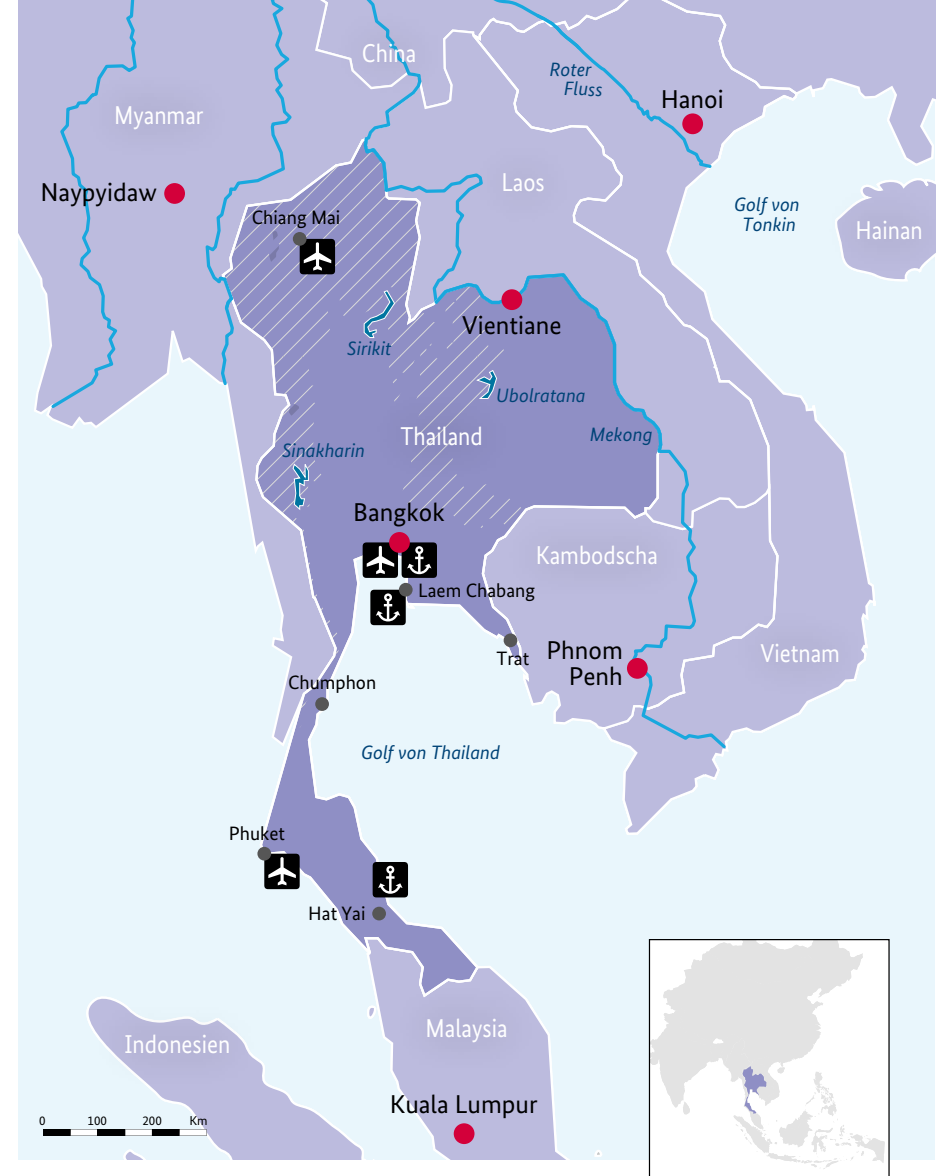 China
Roter
Fluss
Hanoi
Myanmar
Laos
Naypyidaw
Golf von
Tonkin
Hainan
Chiang Mai
Vientiane
Sirikit
Ubolratana
Thailand
Mekong
Sinakharin
Bangkok
Kambodscha
Laem Chabang
Trat
Phnom
Penh
Vietnam
Chumphon
Golf von Thailand
Phuket
Hat Yai
Malaysia
Indonesien
Kuala Lumpur
0 100 200 Km